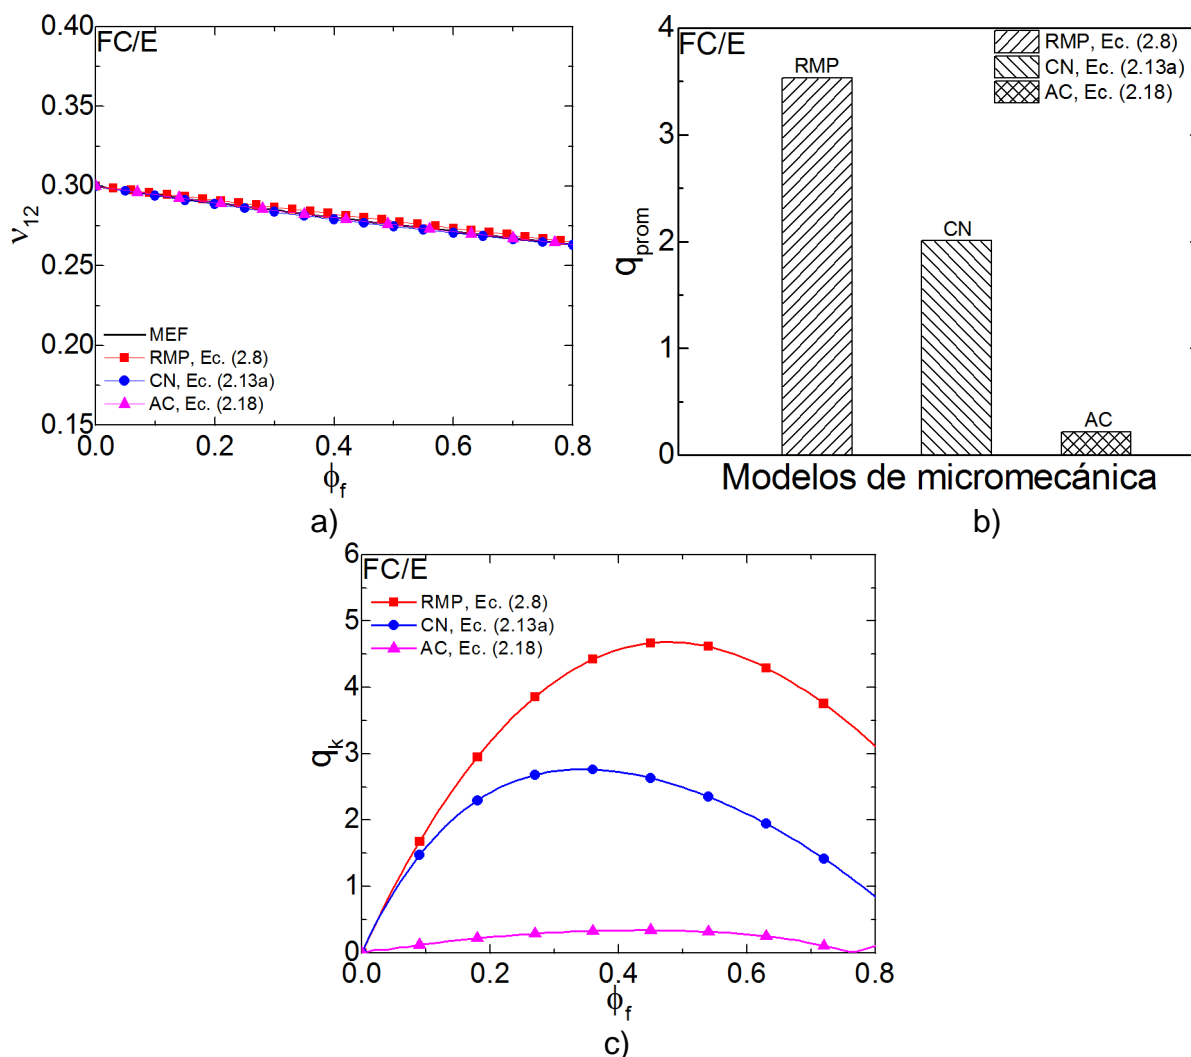 FC/E
0.40
0.35
0.30
0.25
0.20
0.15
ν12
MEF
RMP, Ec. (2.8)
CN, Ec. (2.13a)
AC, Ec. (2.18)
0.0 0.2 0.4 0.6 0.8
ϕf
a)
FC/E
RMP, Ec. (2.8)
CN, Ec. (2.13a)
AC, Ec. (2.18)
4
3
2
1
0
qprom
RMP
CN
AC
Modelos de micromecánica
b)
FC/E
RMP, Ec. (2.8)
CN, Ec. (2.13a)
AC, Ec. (2.18)
6
5
4
3
2
1
0
qk
0.0 0.2 0.4 0.6 0.8
ϕf
c)